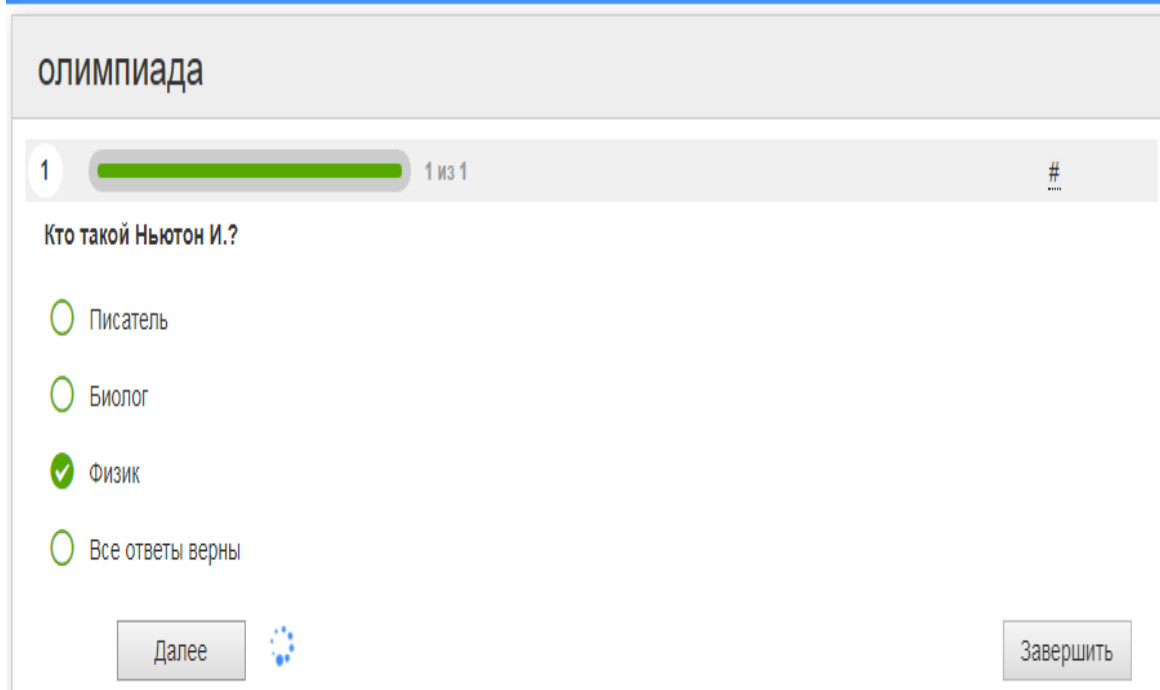 олимпиада
1 1 из 1 #
Кто такой Ньютон И.?
Писатель
Биолог
Физик
Все ответы верны
Далее Завершить